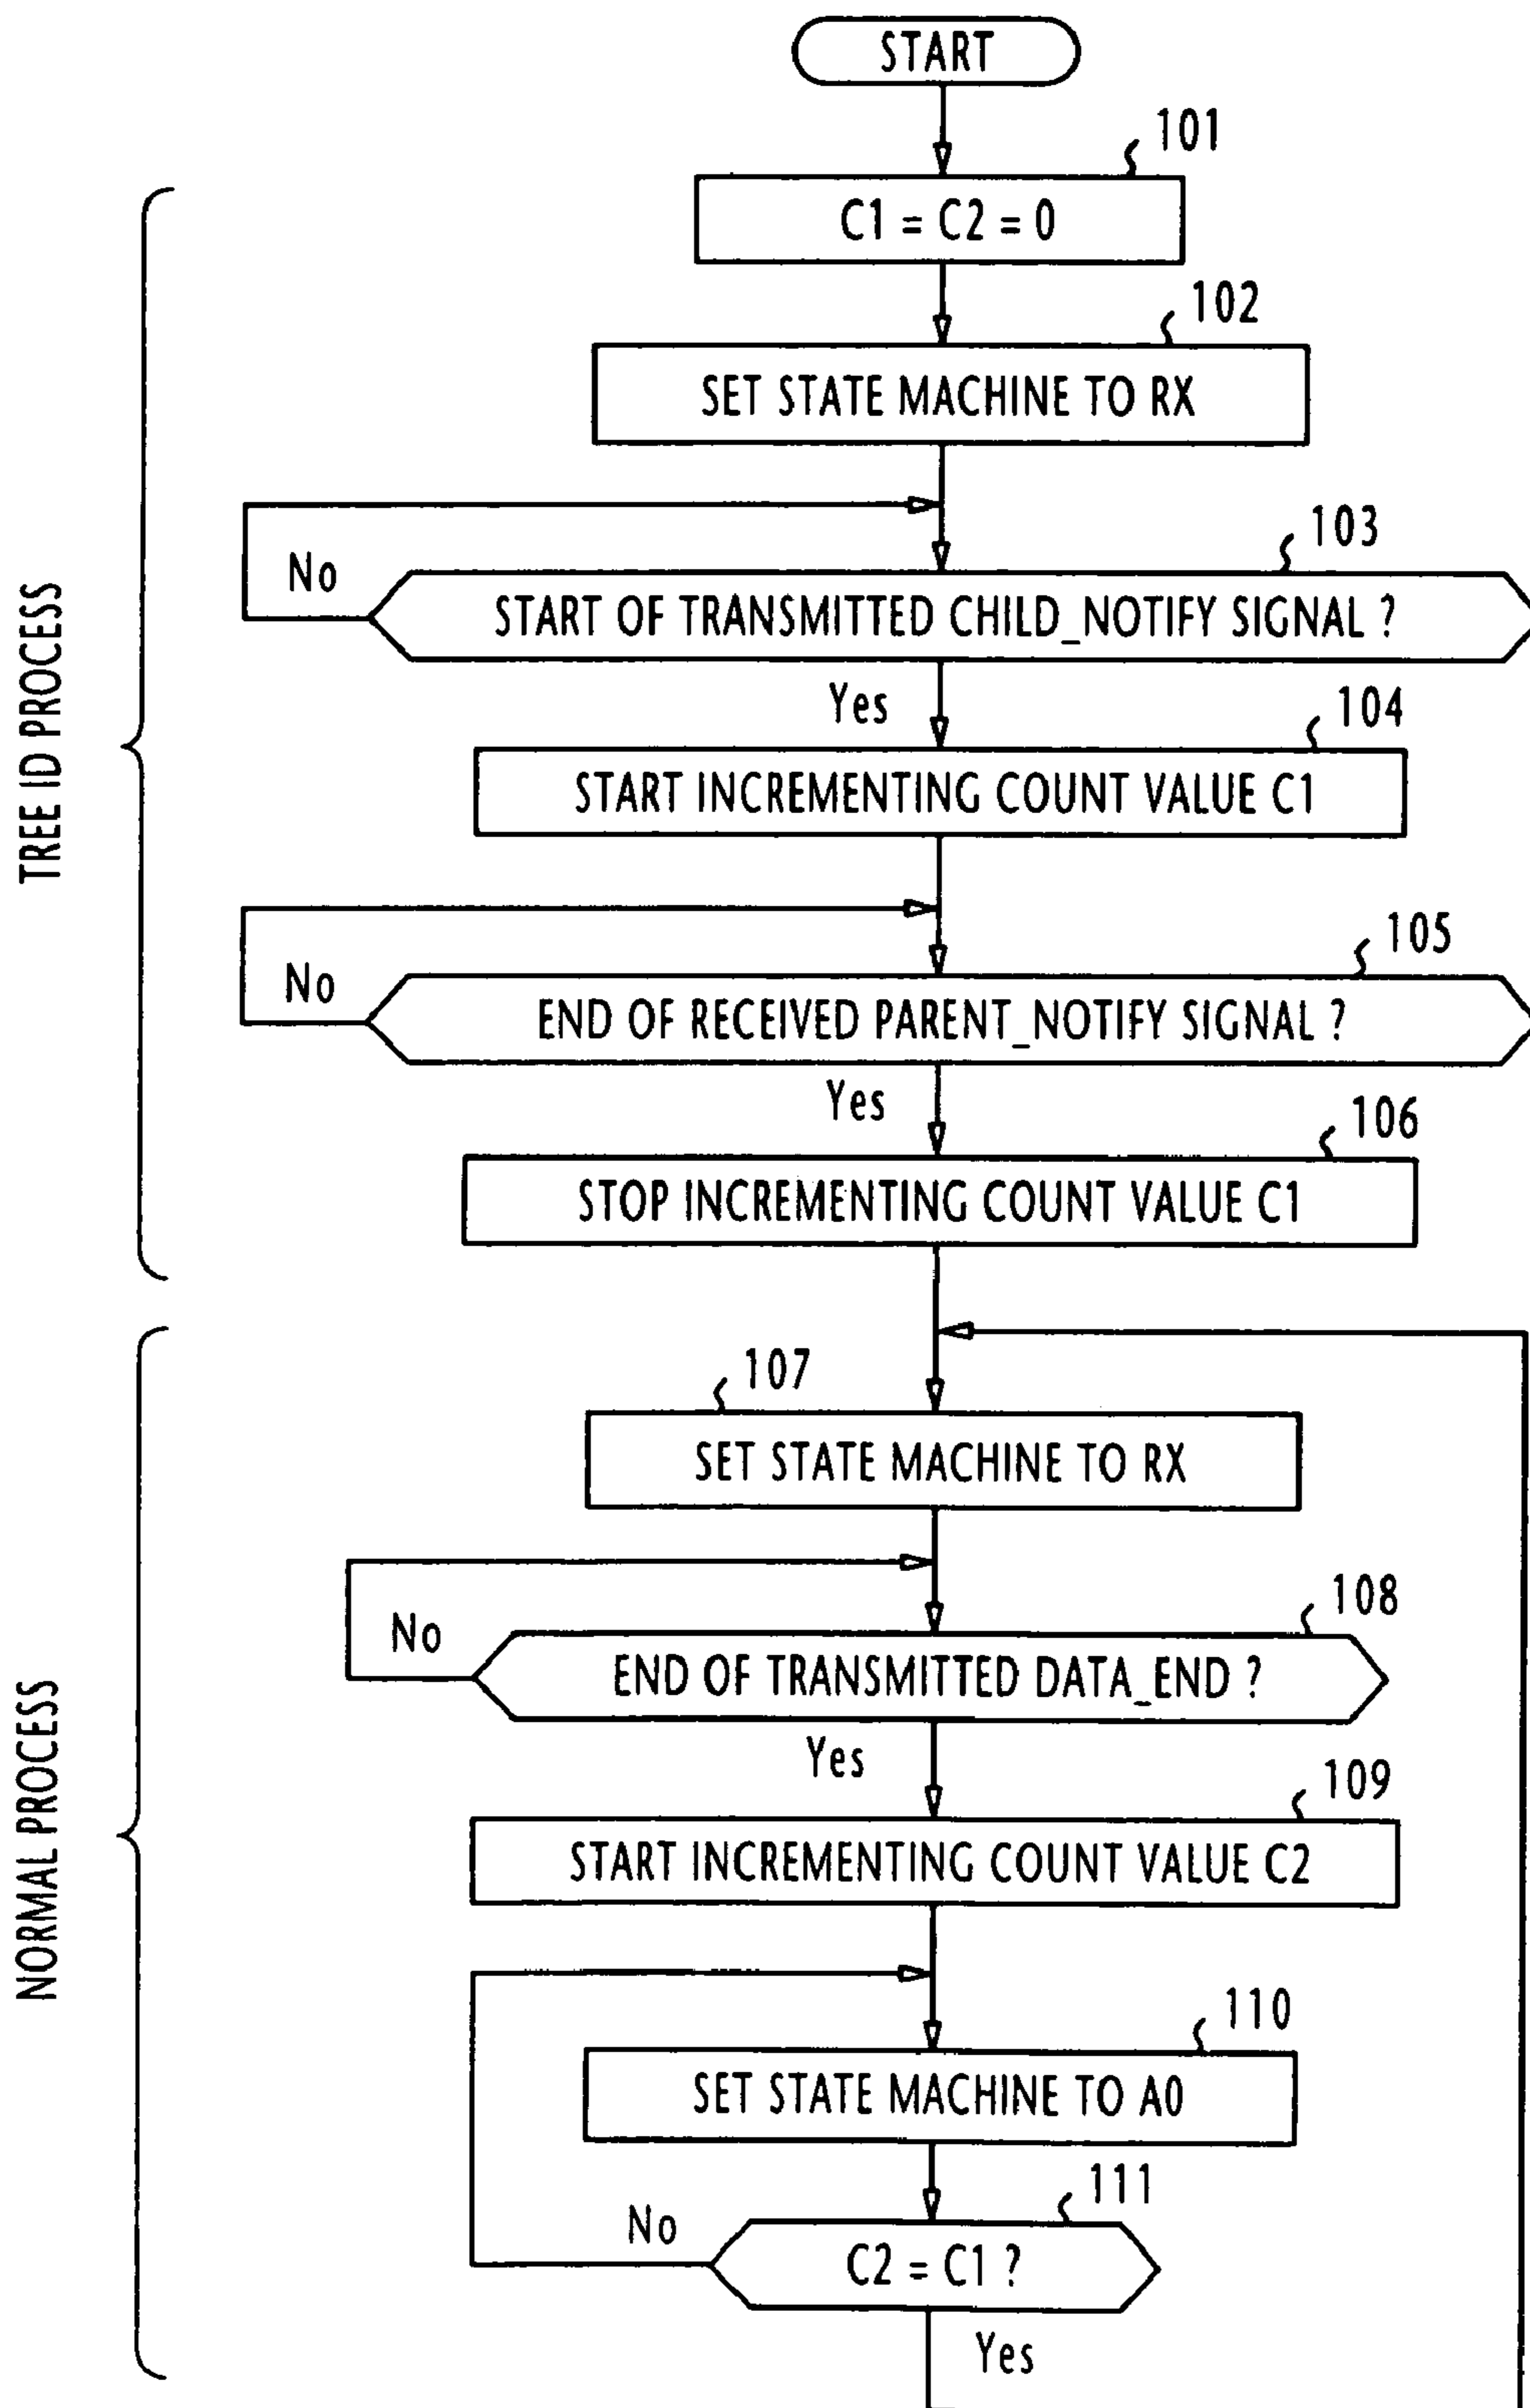 START
101
C1 = C2 = 0
102
SET STATE MACHINE TO RX
103
No
START OF TRANSMITTED CHILD_NOTIFY SIGNAL ?
Yes
104
START INCREMENTING COUNT VALUE C1
TREE ID PROCESS
105
No
END OF RECEIVED PARENT_NOTIFY SIGNAL ?
Yes
106
STOP INCREMENTING COUNT VALUE C1
107
SET STATE MACHINE TO RX
108
No
END OF TRANSMITTED DATA_END ?
Yes
109
START INCREMENTING COUNT VALUE C2
NORMAL PROCESS
110
SET STATE MACHINE TO A0
111
No
C2 = C1 ?
Yes